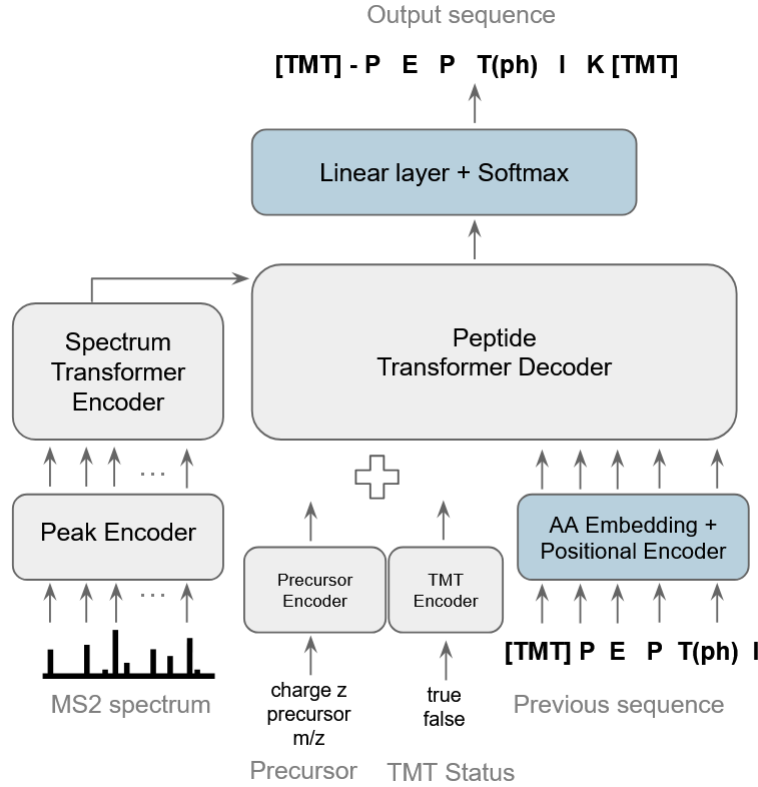 Output sequence
[TMT] - P E P T(ph) I K [TMT]
Linear layer + Softmax
Peptide
Transformer Decoder
Spectrum
Transformer
Encoder
Peak Encoder
...
...
Precursor
Encoder
TMT
Encoder
AA Embedding +
Positional Encoder
[TMT] P E P T(ph) I
MS2 spectrum
charge z
precursor
m/z
Precursor
true
false
TMT Status
Previous sequence